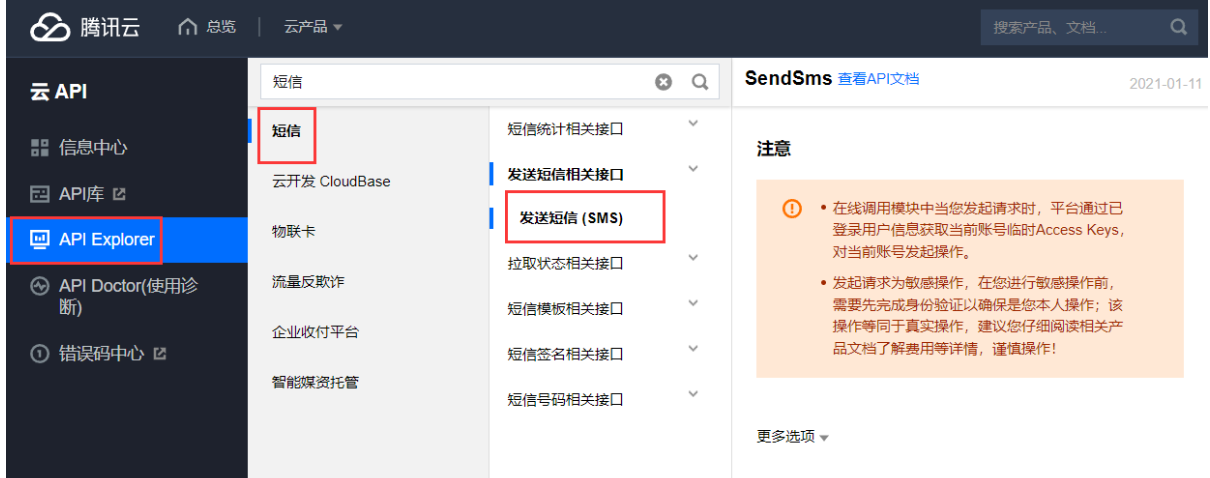 腾讯云
总览
云产品
搜索产品、文档...
云 API
信息中心
API库
API Explorer
API Doctor(使用诊
断)
错误码中心
短信
短信
云开发 CloudBase
物联卡
流量反欺诈
企业收付平台
智能媒资托管
短信统计相关接口
发送短信相关接口
发送短信 (SMS)
拉取状态相关接口
短信模板相关接口
短信签名相关接口
短信号码相关接口
SendSms 查看API文档
2021-01-11
注意
• 在线调用模块中当您发起请求时，平台通过已
登录用户信息获取当前账号临时Access Keys，
对当前账号发起操作。
• 发起请求为敏感操作，在您进行敏感操作前，
需要先完成身份验证以确保是您本人操作；该
操作等同于真实操作，建议您仔细阅读相关产
品文档了解费用等详情，谨慎操作！
更多选项